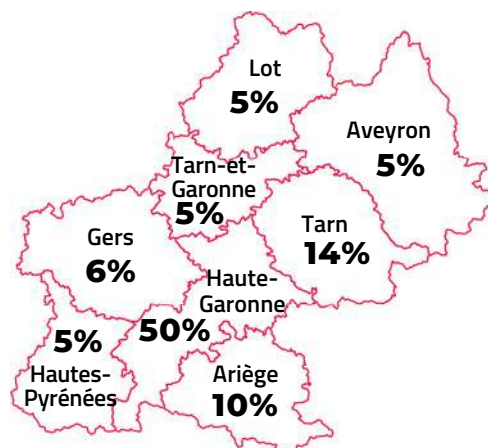 Lot
5%
Aveyron
5%
Tarn-et-
Garonne
5%
Tarn
14%
Gers
6%
Haute-
Garonne
50%
5%
Hautes-
Pyrénées
Ariège
10%